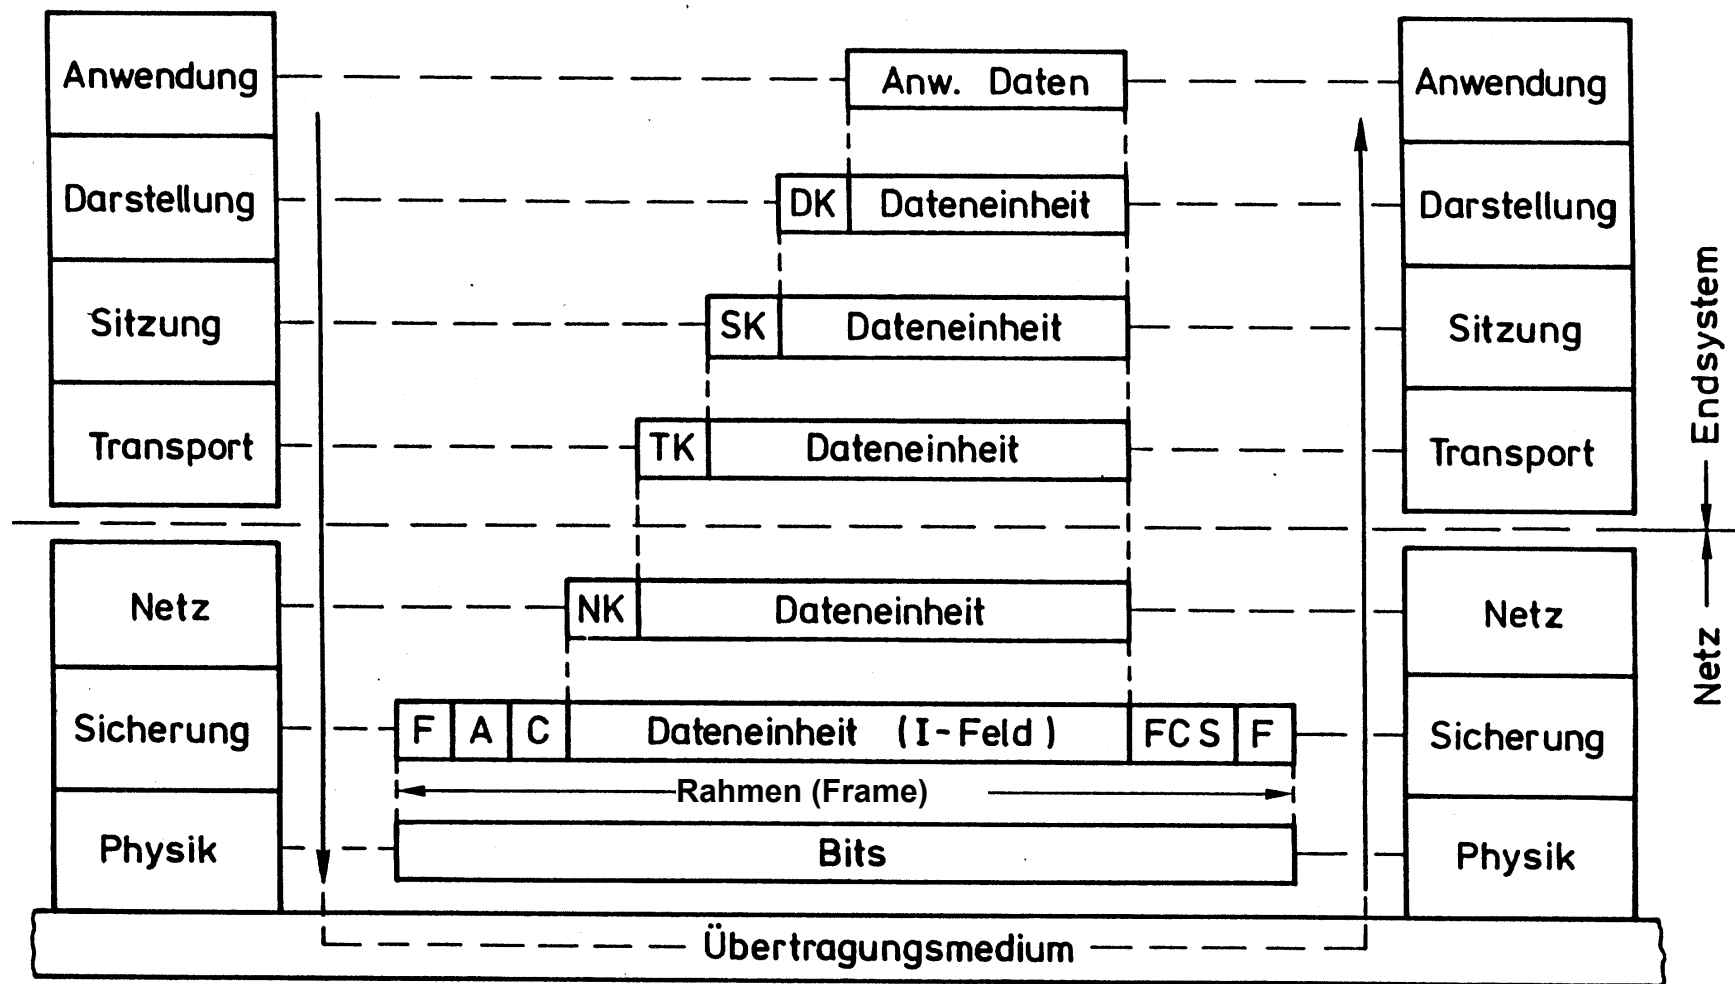 Anwendung Anw. Daten Anwendung
Darstellung DK Dateneinheit Darstellung
Sitzung SK Dateneinheit Sitzung
Transport TK Dateneinheit Transport
Endsystem
Netz NK Dateneinheit Netz
Netz
Sicherung F A C Dateneinheit (I-Feld) FCS F Sicherung
Rahmen (Frame)
Physik Bits Physik
Übertragungsmedium